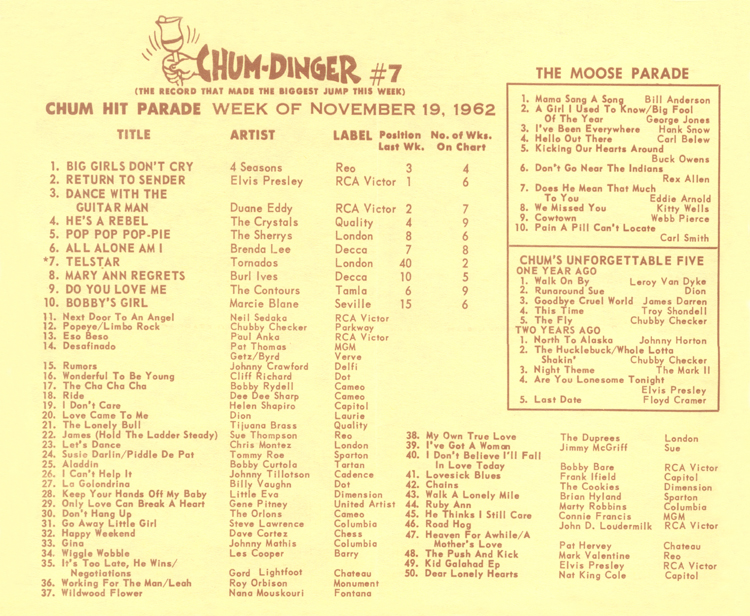 CHUM-DINGER #7
(THE RECORD THAT MADE THE BIGGEST JUMP THIS WEEK)
CHUM HIT PARADE WEEK OF NOVEMBER 19, 1962
TITLE ARTIST LABEL Position Last Wk. No. of Wks. On Chart
1. BIG GIRLS DON'T CRY 4 Seasons Reo 3 4
2. RETURN TO SENDER Elvis Presley RCA Victor 1 6
3. DANCE WITH THE
GUITAR MAN Duane Eddy RCA Victor 2 7
4. HE'S A REBEL The Crystals Quality 4 9
5. POP POP POP-PIE The Sherrys London 8 6
6. ALL ALONE AM I Brenda Lee Decca 7 8
*7. TELSTAR Tornados London 40 2
8. MARY ANN REGRETS Burl Ives Decca 10 5
9. DO YOU LOVE ME The Contours Tamla 6 9
10. BOBBY'S GIRL Marcie Blane Seville 15 6
11. Next Door To An Angel Neil Sedaka RCA Victor
12. Popeye/Limbo Rock Chubby Checker Parkway
13. Eso Beso Paul Anka RCA Victor
14. Desafinado Pat Thomas MGM
Getz/Byrd Verve
15. Rumors Johnny Crawford Delfi
16. Wonderful To Be Young Cliff Richard Dot
17. The Cha Cha Cha Bobby Rydell Cameo
18. Ride Dee Dee Sharp Cameo
19. I Don't Care Helen Shapiro Capitol
20. Love Came To Me Dion Laurie
21. The Lonely Bull Tijuana Brass Quality
22. James (Hold The Ladder Steady) Sue Thompson Reo
23. Let's Dance Chris Montez London
24. Susie Darlin/Piddle De Pat Tommy Roe Sparton
25. Aladdin Bobby Curtola Tartan
26. I Can't Help It Johnny Tillotson Cadence
27. La Golondrina Billy Vaughn Dot
28. Keep Your Hands Off My Baby Little Eva Dimension
29. Only Love Can Break A Heart Gene Pitney United Artist
30. Don't Hang Up The Orlons Cameo
31. Go Away Little Girl Steve Lawrence Columbia
32. Happy Weekend Dave Cortez Chess
33. Gina Johnny Mathis Columbia
34. Wiggle Wobble Les Cooper Barry
35. It's Too Late, He Wins/
Negotiations Gord Lightfoot Chateau
36. Working For The Man/Leah Roy Orbison Monument
37. Wildwood Flower Nana Mouskouri Fontana
38. My Own True Love The Duprees London
39. I've Got A Woman Jimmy McGriff Sue
40. I Don't Believe I'll Fall
In Love Today Bobby Bare RCA Victor
41. Lovesick Blues Frank Ifield Capitol
42. Chains The Cookies Dimension
43. Walk A Lonely Mile Brian Hyland Sparton
44. Ruby Ann Marty Robbins Columbia
45. He Thinks I Still Care Connie Francis MGM
46. Road Hog John D. Loudermilk RCA Victor
47. Heaven For Awhile/A
Mother's Love Pat Hervey Chateau
48. The Push And Kick Mark Valentine Reo
49. Kid Galahad Ep Elvis Presley RCA Victor
50. Dear Lonely Hearts Nat King Cole Capitol
THE MOOSE PARADE
1. Mama Sang A Song Bill Anderson
2. A Girl I Used To Know/Big Fool
Of The Year George Jones
3. I've Been Everywhere Hank Snow
4. Hello Out There Carl Belew
5. Kicking Our Hearts Around
Buck Owens
6. Don't Go Near The Indians
Rex Allen
7. Does He Mean That Much
To You Eddie Arnold
8. We Missed You Kitty Wells
9. Cowtown Webb Pierce
10. Pain A Pill Can't Locate
Carl Smith
CHUM'S UNFORGETTABLE FIVE
ONE YEAR AGO
1. Walk On By Leroy Van Dyke
2. Runaround Sue Dion
3. Goodbye Cruel World James Darren
4. This Time Troy Shondell
5. The Fly Chubby Checker
TWO YEARS AGO
1. North To Alaska Johnny Horton
2. The Hucklebuck/Whole Lotta
Shakin' Chubby Checker
3. Night Theme The Mark II
4. Are You Lonesome Tonight
Elvis Presley
5. Last Date Floyd Cramer